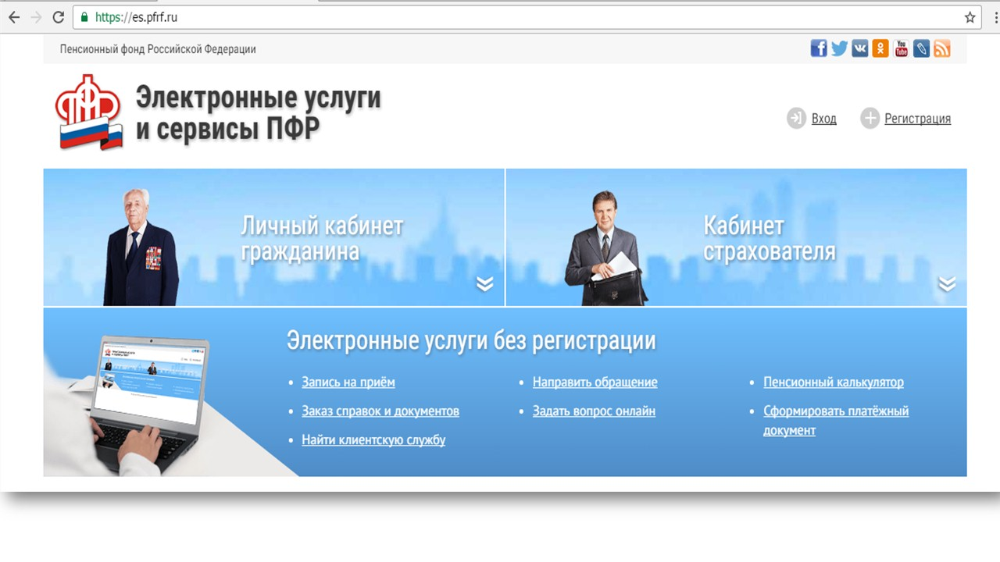 https://es.pfrf.ru
Пенсионный фонд Российской Федерации
You
Tube
ПФР
Электронные услуги
и сервисы ПФР
Вход
Регистрация
Личный кабинет
гражданина
Кабинет
страхователя
Электронные услуги без регистрации
Запись на приём
Направить обращение
Пенсионный калькулятор
Заказ справок и документов
Задать вопрос онлайн
Сформировать платёжный
документ
Найти клиентскую службу